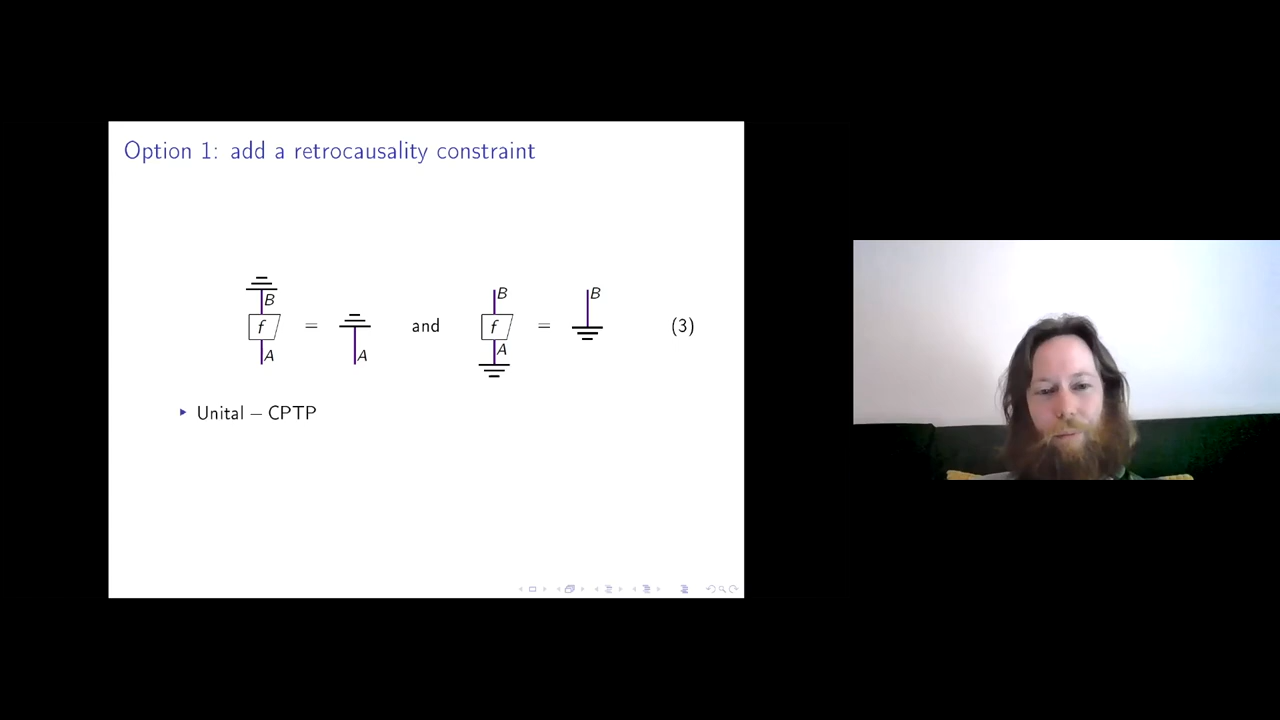 Option 1: add a retrocausality constraint
B f A = A and B f A = B (3)
Unital – CPTP